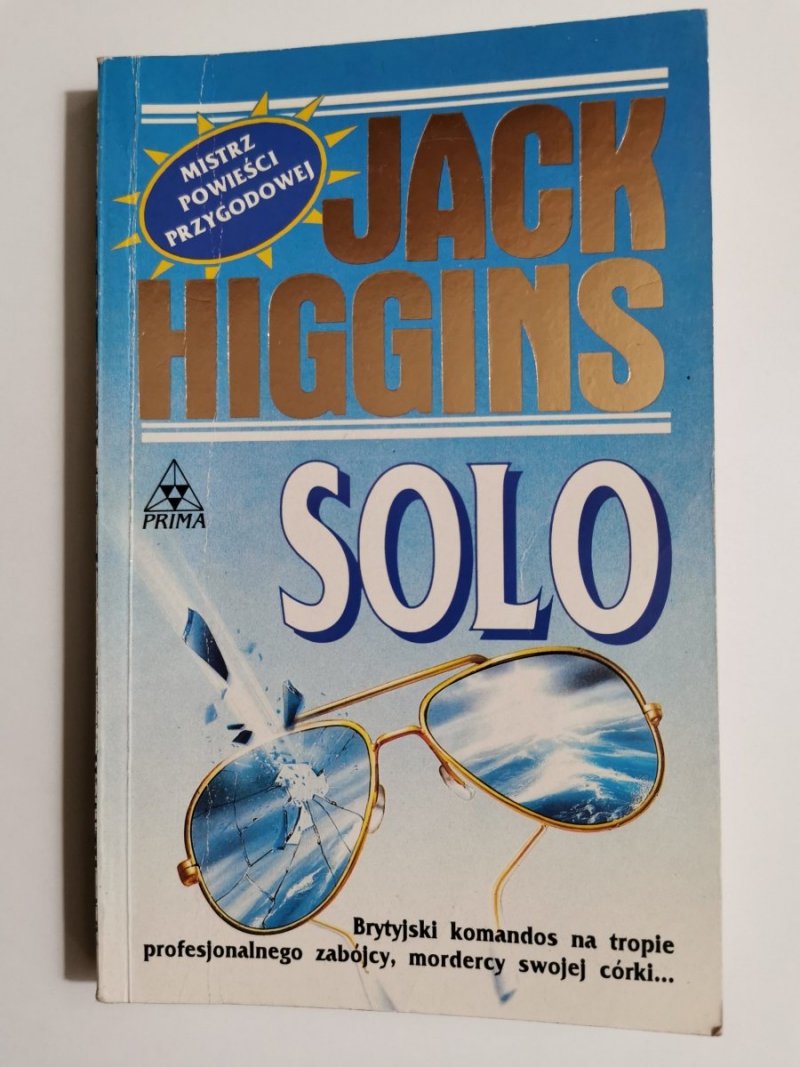 MISTRZ
POWIEŚCI
PRZYGODOWEJ
JACK
HIGGINS
PRIMA
SOLO
Brytyjski komandos na tropie
profesjonalnego zabójcy, mordercy swojej córki...